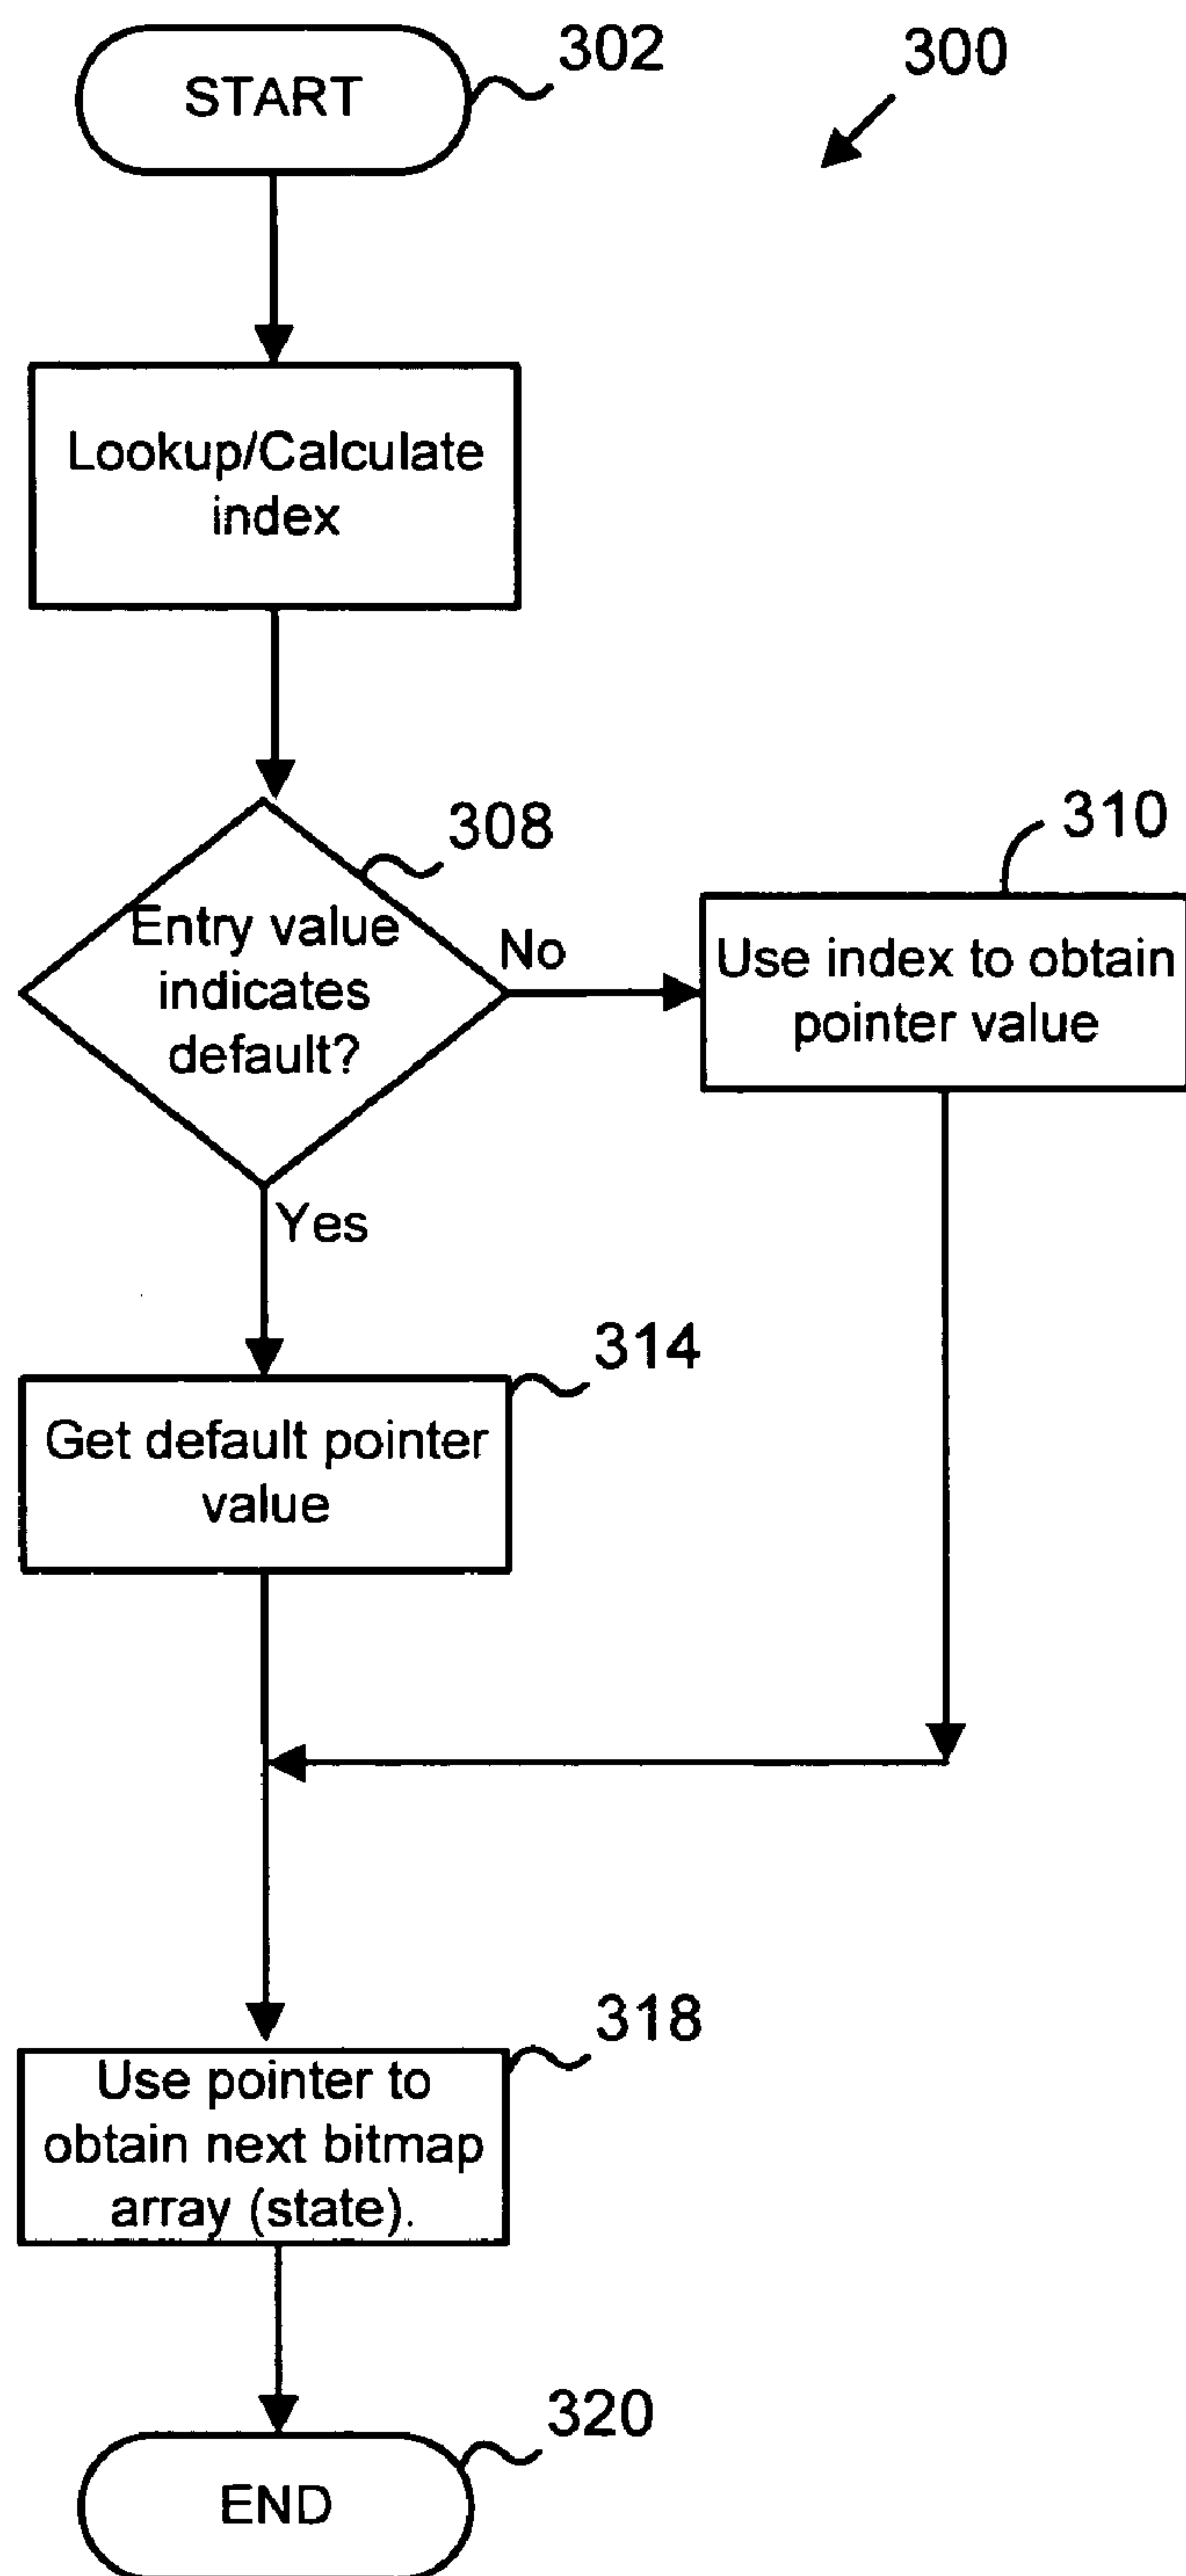 302
300
START
Lookup/Calculate
index
308
310
Entry value
indicates
default?
No
Use index to obtain
pointer value
Yes
314
Get default pointer
value
318
Use pointer to
obtain next bitmap
array (state).
320
END